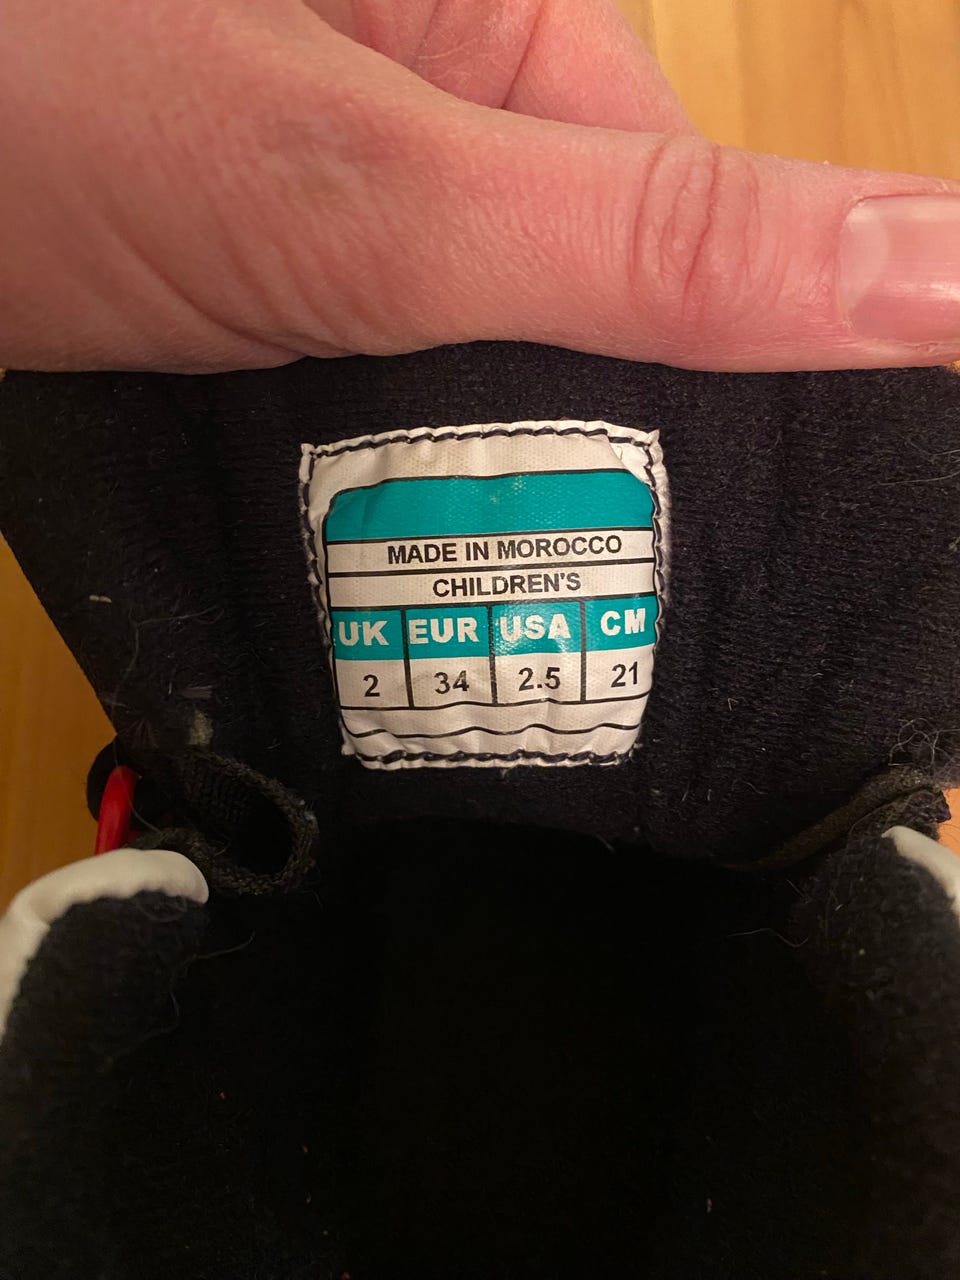 MADE IN MOROCCO
CHILDREN'S
UK EUR USA CM
2 34 2.5 21